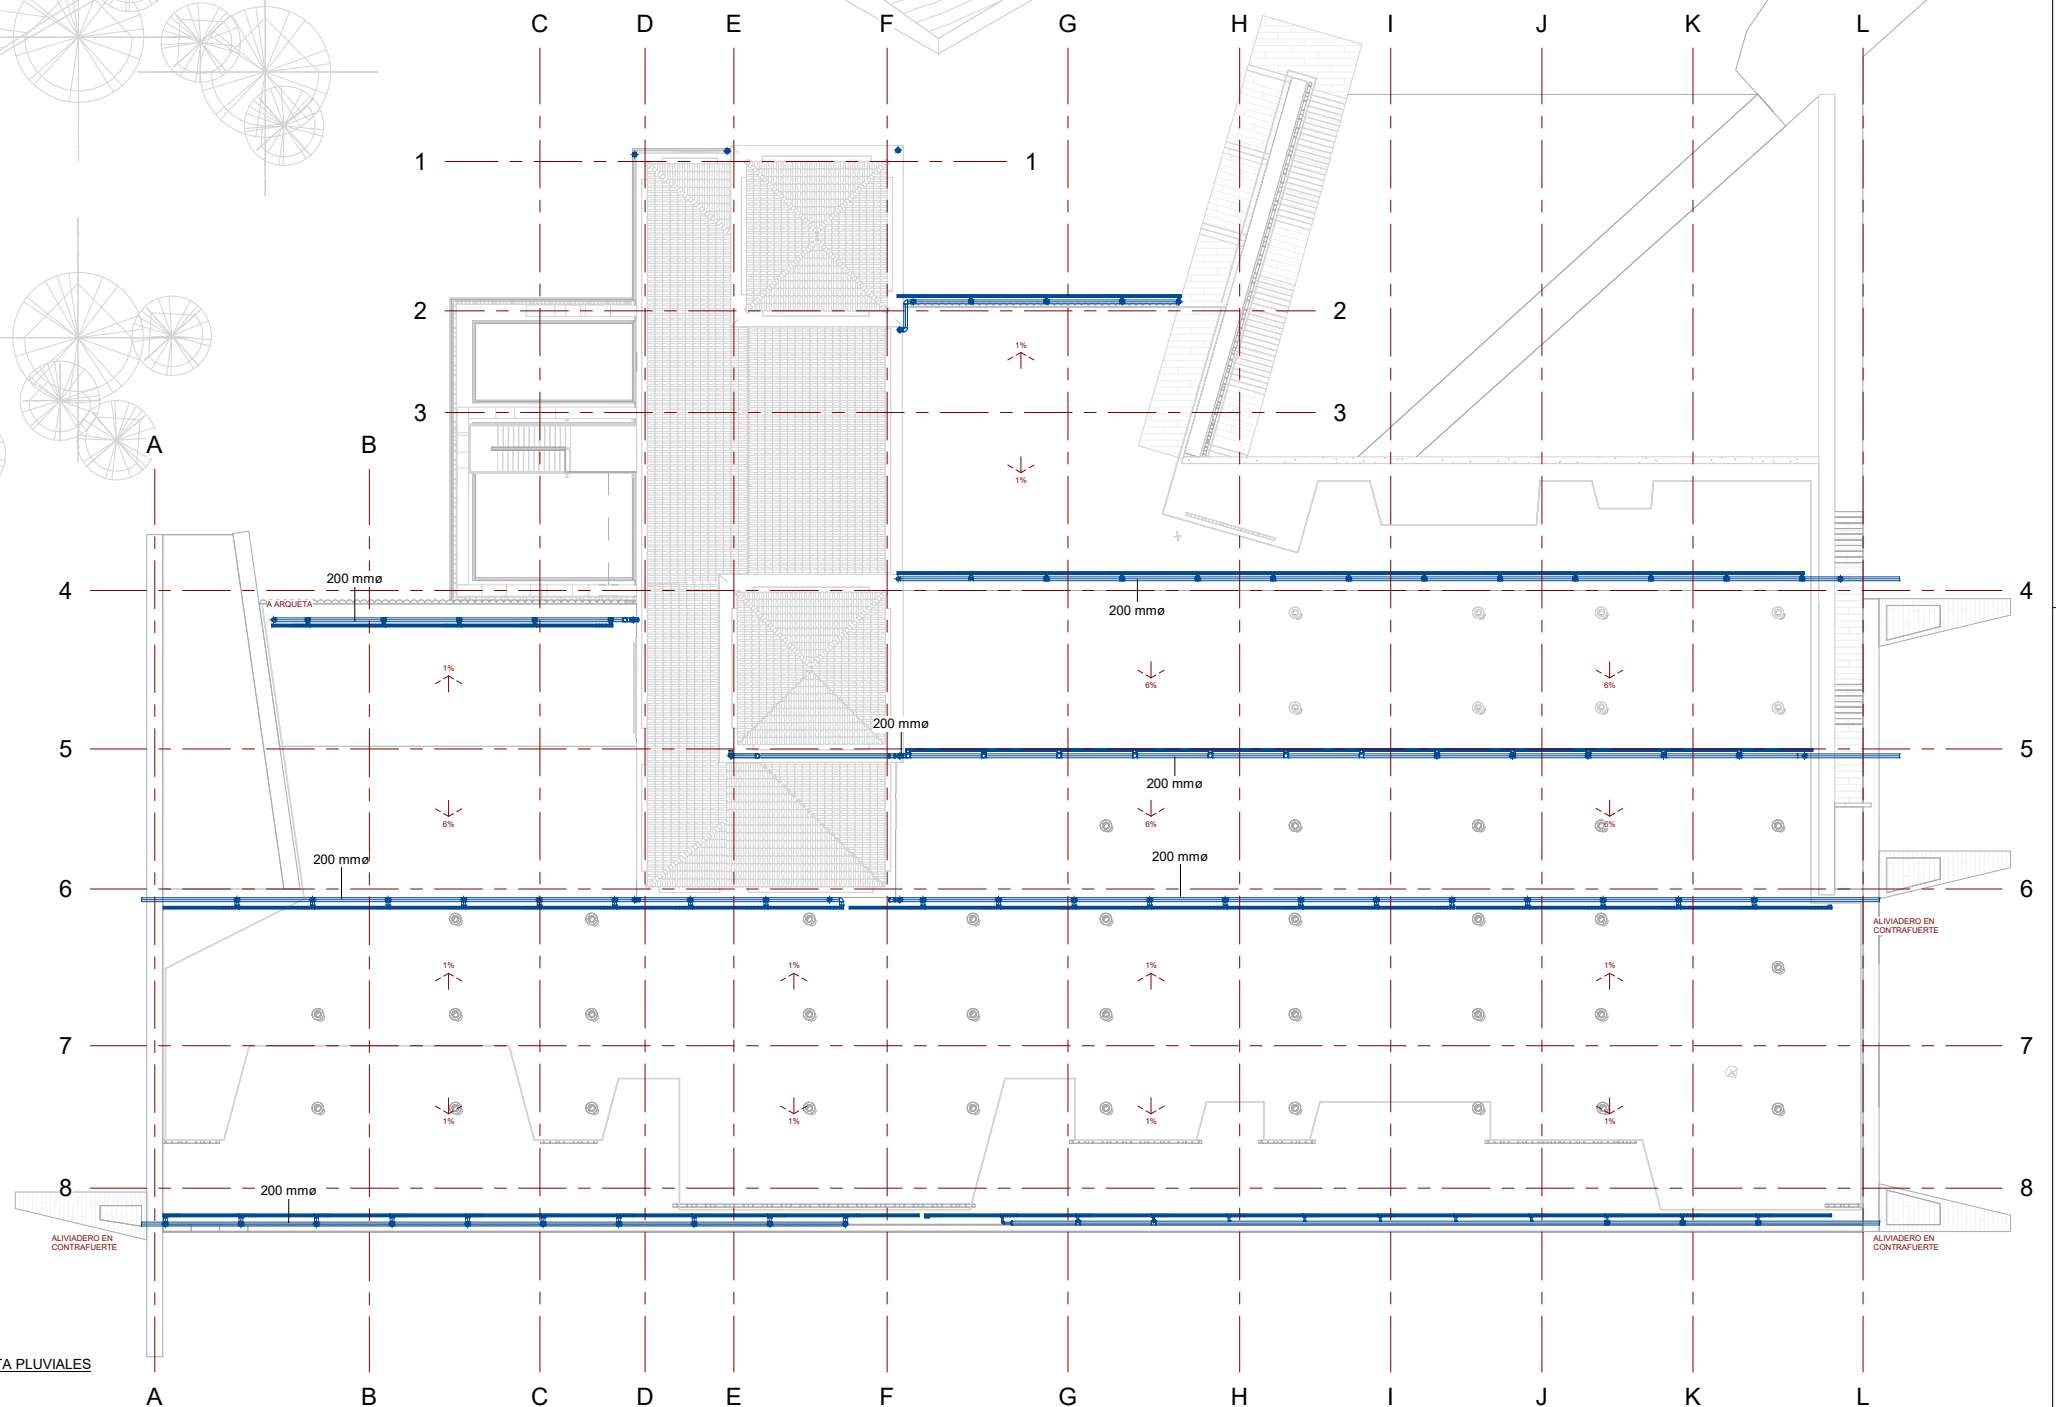 C D E F G H I J K L
1 1
2 2
1%
3 3
1%
A B
200 mmø
4 4
A ARQUETA
200 mmø
1% 6% 6%
200 mmø
5 5
200 mmø
6% 6% 6%
200 mmø 200 mmø
6 6
ALIVIADERO EN
CONTRAFUERTE
1% 1% 1% 1%
7 7
1% 1% 1% 1%
8 8
200 mmø
ALIVIADERO EN
CONTRAFUERTE
ALIVIADERO EN
CONTRAFUERTE
TA PLUVIALES
A B C D E F G H I J K L